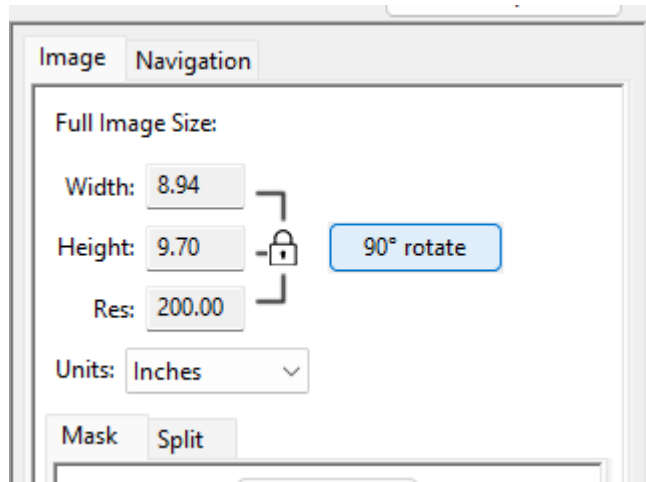 Image Navigation
Full Image Size:
Width: 8.94
Height: 9.70 90° rotate
Res: 200.00
Units: Inches
Mask Split